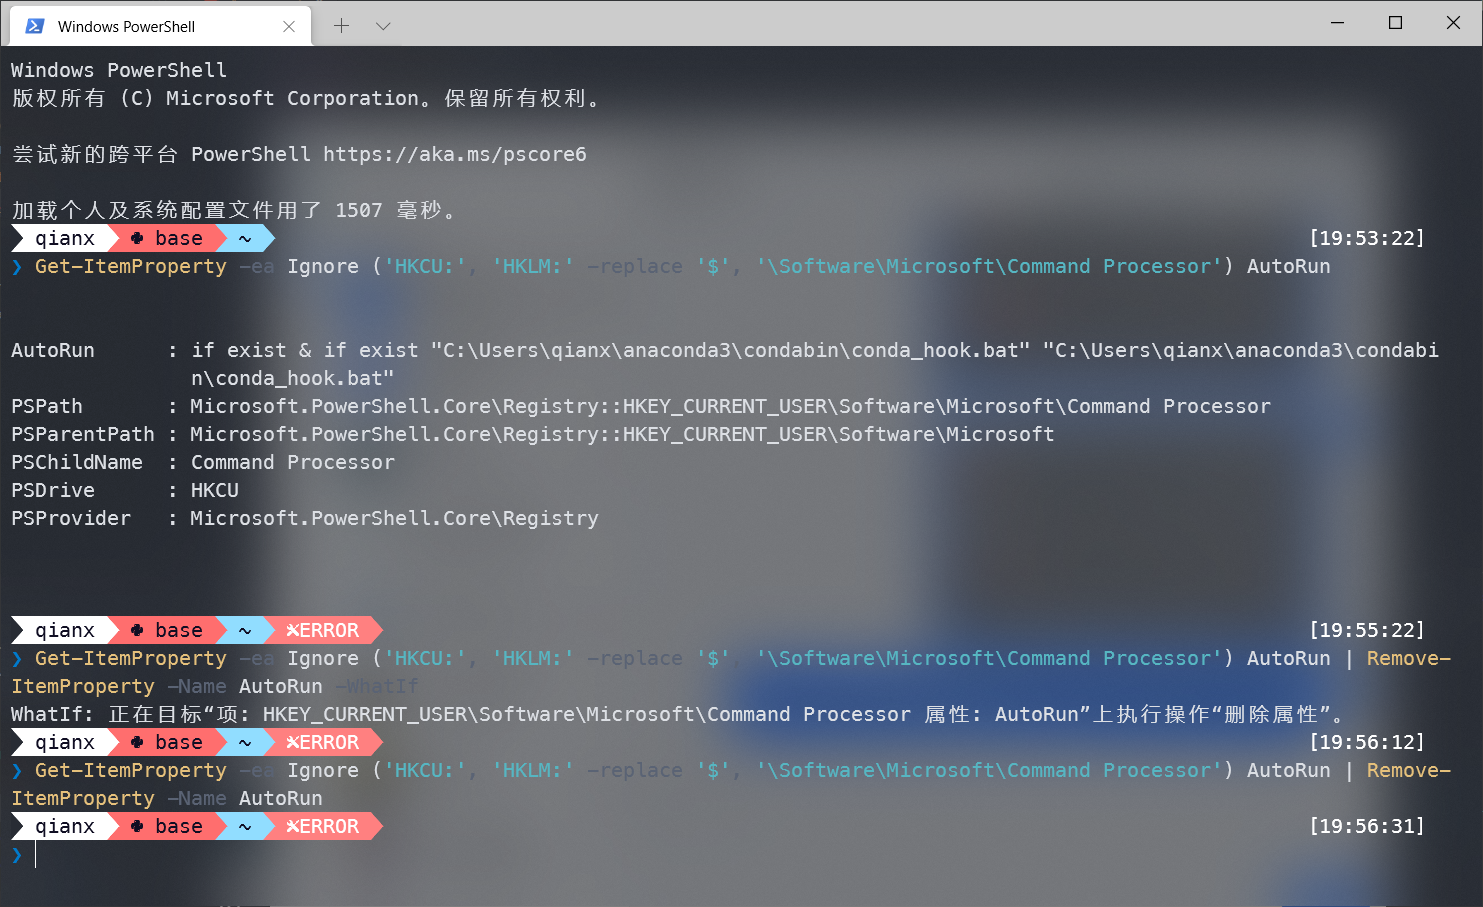 Windows PowerShell
Windows PowerShell
版权所有 (C) Microsoft Corporation。保留所有权利。
尝试新的跨平台 PowerShell https://aka.ms/pscore6
加载个人及系统配置文件用了 1507 毫秒。
qianx base ~ [19:53:22]
❯ Get-ItemProperty -ea Ignore ('HKCU:', 'HKLM:' -replace '$', '\Software\Microsoft\Command Processor') AutoRun
AutoRun : if exist & if exist "C:\Users\qianx\anaconda3\condabin\conda_hook.bat" "C:\Users\qianx\anaconda3\condabi
n\conda_hook.bat"
PSPath : Microsoft.PowerShell.Core\Registry::HKEY_CURRENT_USER\Software\Microsoft\Command Processor
PSParentPath : Microsoft.PowerShell.Core\Registry::HKEY_CURRENT_USER\Software\Microsoft
PSChildName : Command Processor
PSDrive : HKCU
PSProvider : Microsoft.PowerShell.Core\Registry
qianx base ~ ✘ERROR [19:55:22]
❯ Get-ItemProperty -ea Ignore ('HKCU:', 'HKLM:' -replace '$', '\Software\Microsoft\Command Processor') AutoRun | Remove-
ItemProperty -Name AutoRun -WhatIf
WhatIf: 正在目标“项: HKEY_CURRENT_USER\Software\Microsoft\Command Processor 属性: AutoRun”上执行操作“删除属性”。
qianx base ~ ✘ERROR [19:56:12]
❯ Get-ItemProperty -ea Ignore ('HKCU:', 'HKLM:' -replace '$', '\Software\Microsoft\Command Processor') AutoRun | Remove-
ItemProperty -Name AutoRun
qianx base ~ ✘ERROR [19:56:31]
❯